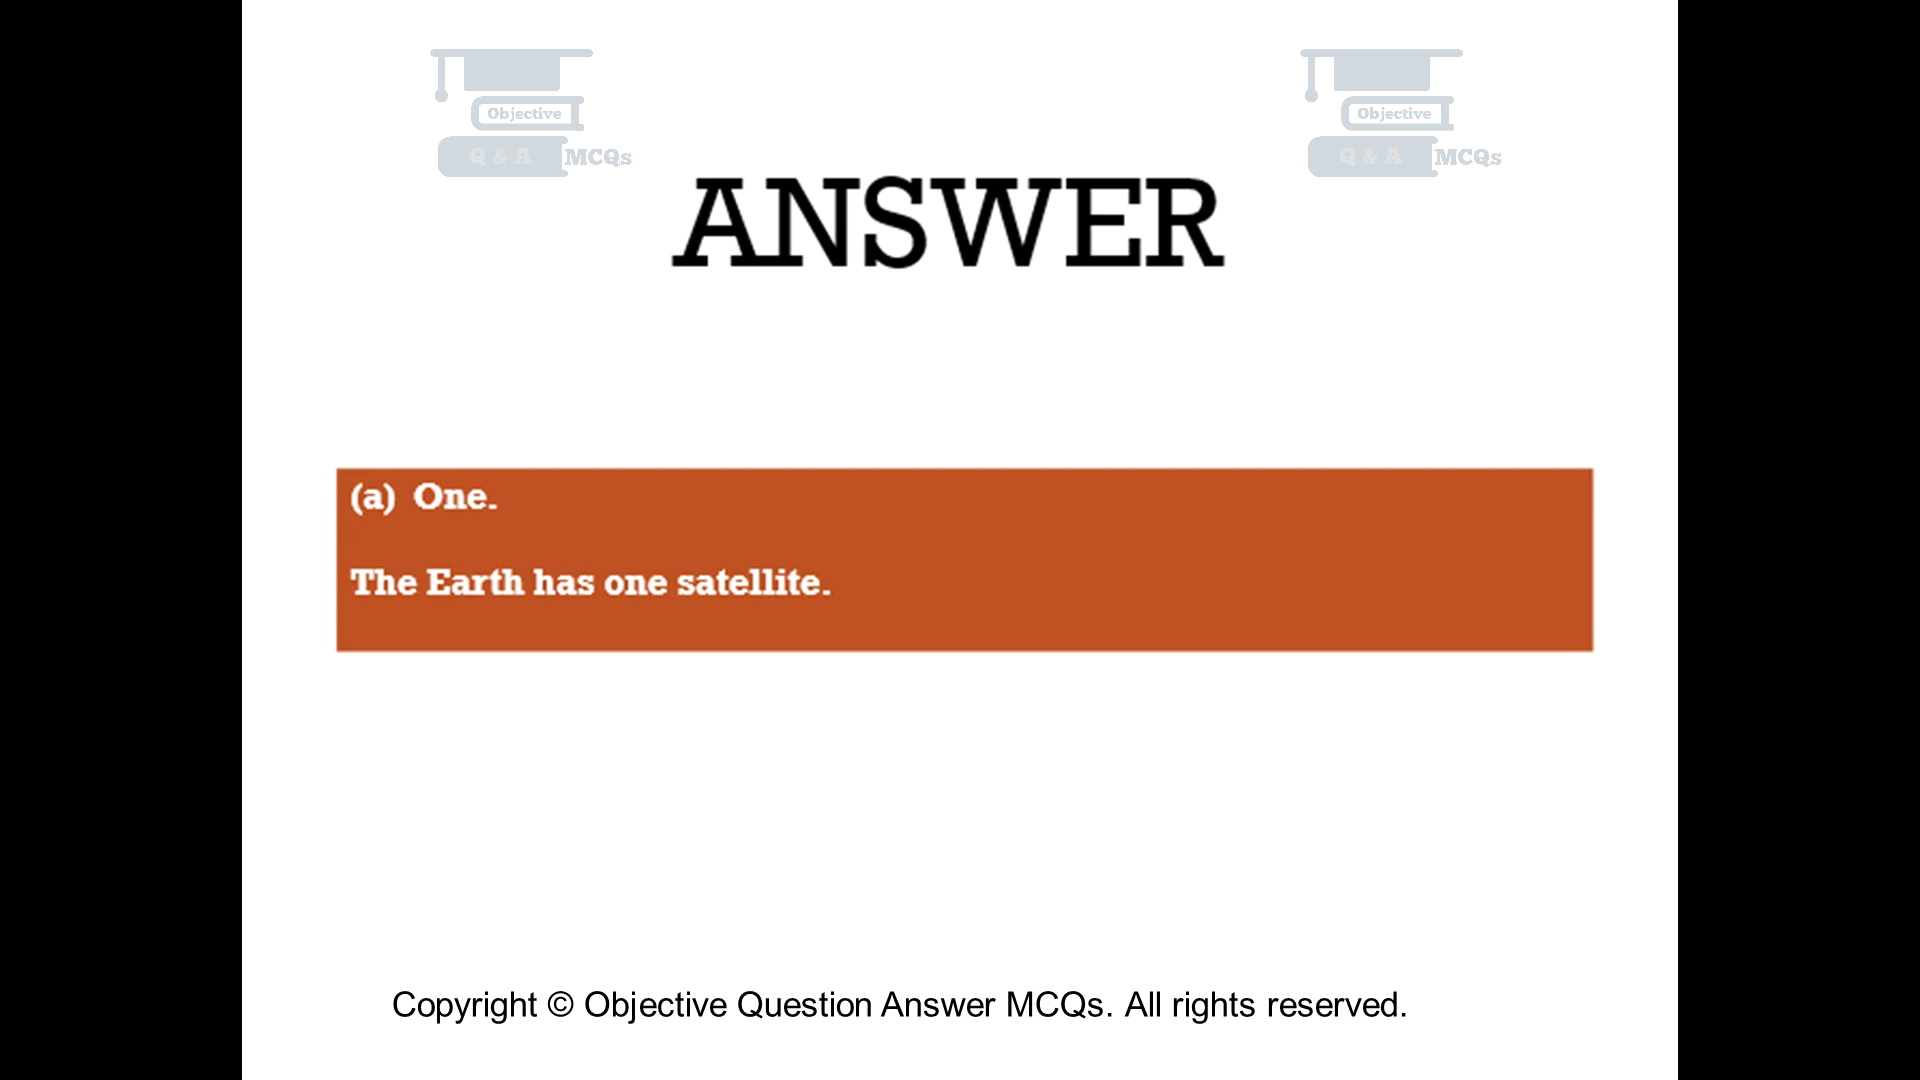 Objective
Q & A MCQs
Objective
Q & A MCQs
ANSWER
(a) One.
The Earth has one satellite.
Copyright © Objective Question Answer MCQs. All rights reserved.